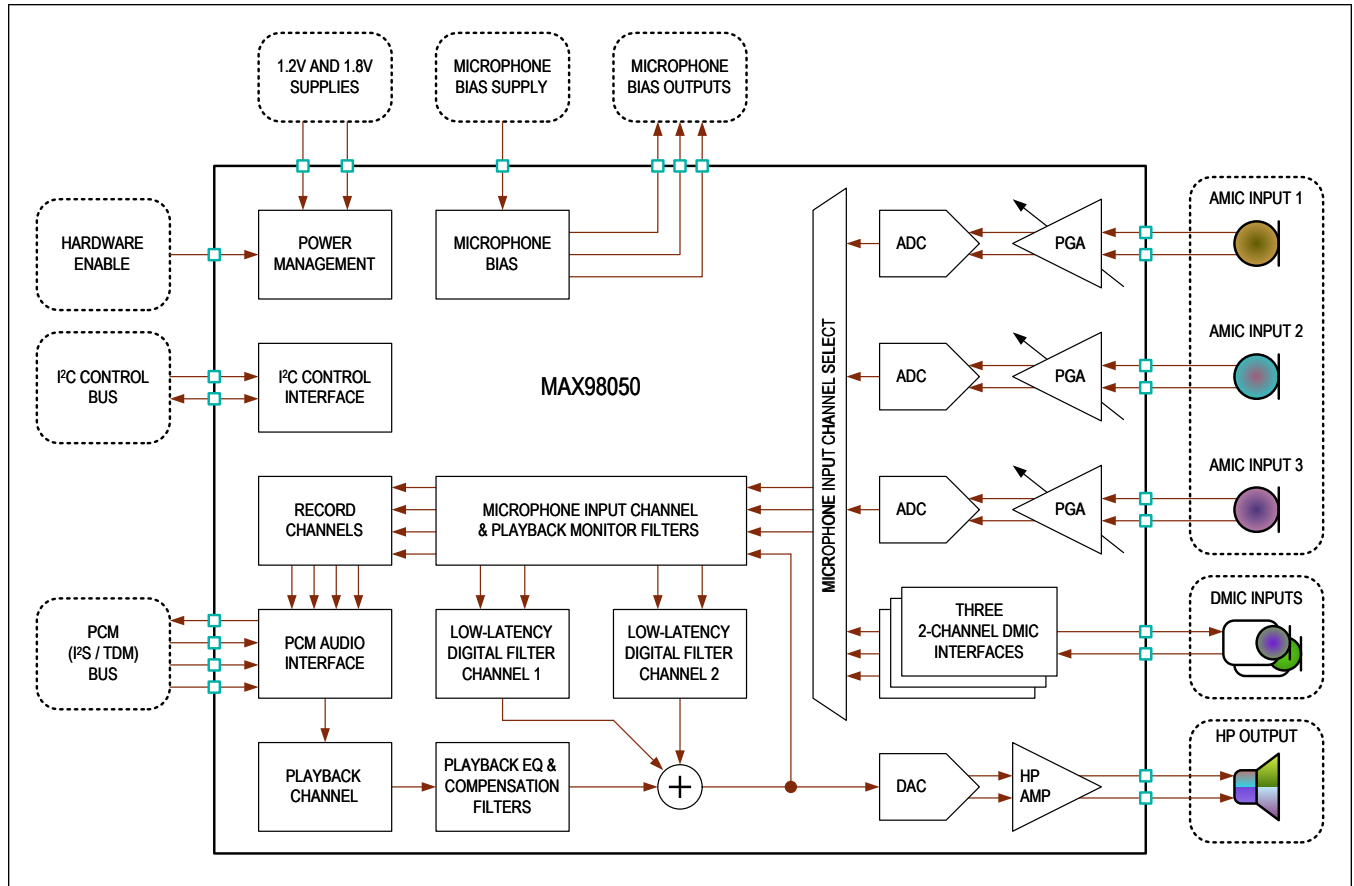 1.2V AND 1.8V
SUPPLIES
MICROPHONE
BIAS SUPPLY
MICROPHONE
BIAS OUTPUTS
HARDWARE
ENABLE
POWER
MANAGEMENT
MICROPHONE
BIAS
ADC
PGA
AMIC INPUT 1
I²C CONTROL
BUS
I²C CONTROL
INTERFACE
MAX98050
MICROPHONE INPUT CHANNEL SELECT
ADC
PGA
AMIC INPUT 2
RECORD
CHANNELS
MICROPHONE INPUT CHANNEL
& PLAYBACK MONITOR FILTERS
ADC
PGA
AMIC INPUT 3
PCM
(I²S / TDM)
BUS
PCM AUDIO
INTERFACE
LOW-LATENCY
DIGITAL FILTER
CHANNEL 1
LOW-LATENCY
DIGITAL FILTER
CHANNEL 2
THREE
2-CHANNEL DMIC
INTERFACES
DMIC INPUTS
PLAYBACK
CHANNEL
PLAYBACK EQ &
COMPENSATION
FILTERS
+
DAC
HP
AMP
HP OUTPUT